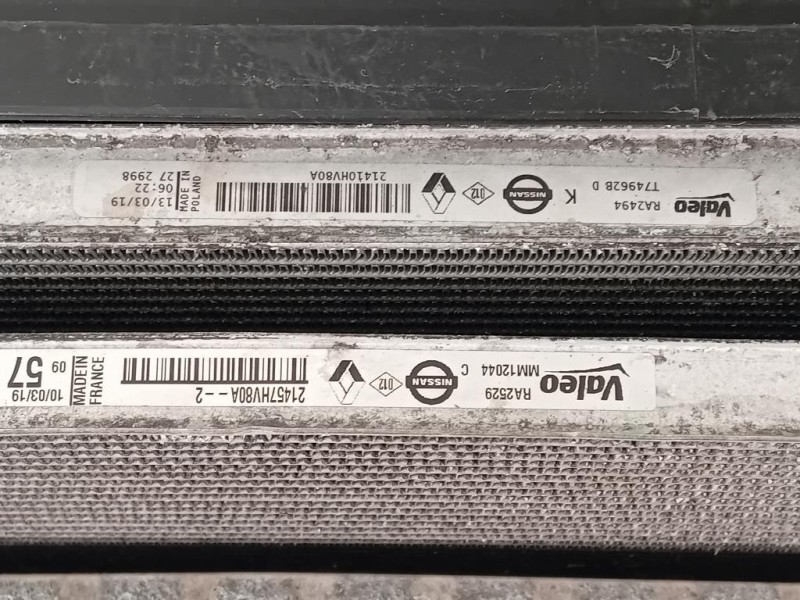 Valeo
RA2494
T74962B D
K
NISSAN
D12
21410HV80A
MADE IN
POLAND
13/03/19
06:22
27 2998
Valeo
RA2529
MM12044 C
NISSAN
D12
21457HV80A--2
MADE IN
FRANCE
10/03/19
09
57